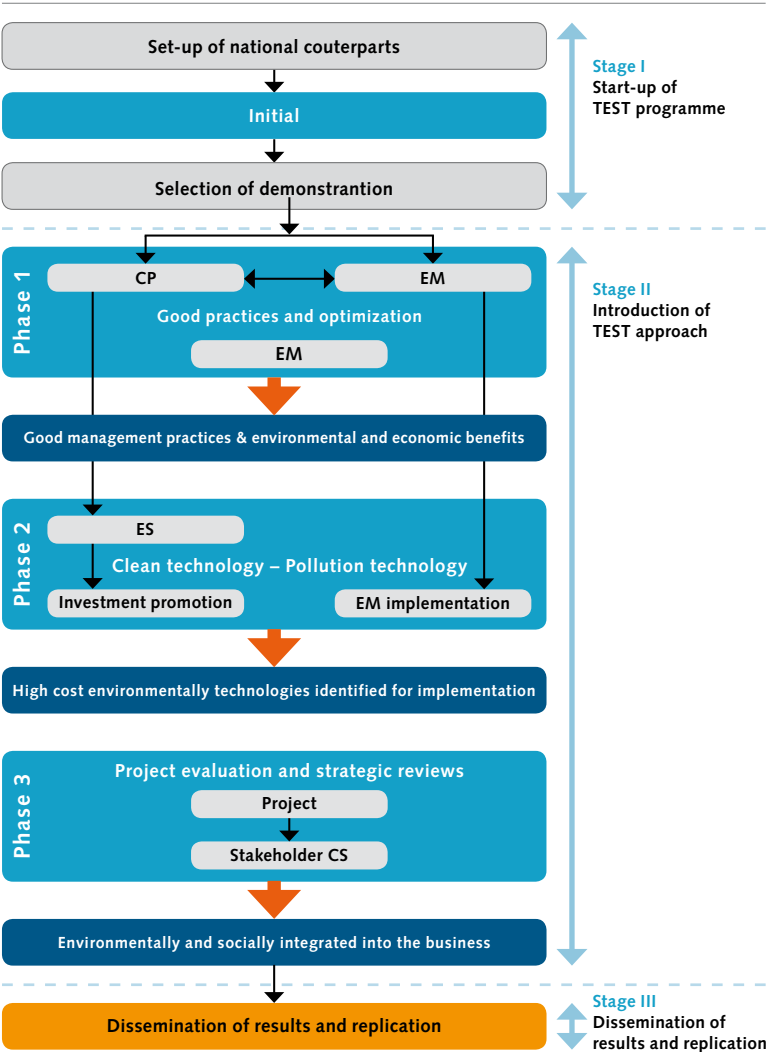 Set-up of national couterparts
Stage I
Start-up of
TEST programme
Initial
Selection of demonstrantion
Phase 1
CP
EM
Good practices and optimization
EM
Stage II
Introduction of
TEST approach
Good management practices & environmental and economic benefits
Phase 2
ES
Clean technology – Pollution technology
Investment promotion
EM implementation
High cost environmentally technologies identified for implementation
Phase 3
Project evaluation and strategic reviews
Project
Stakeholder CS
Environmentally and socially integrated into the business
Dissemination of results and replication
Stage III
Dissemination of
results and replication